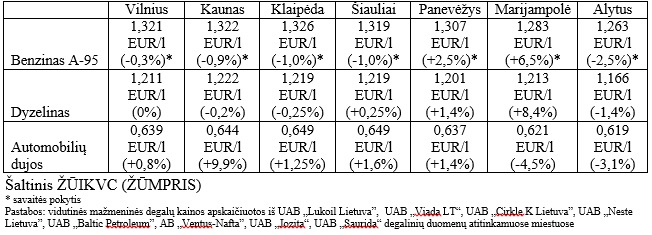 Vilnius Kaunas Klaipėda Šiauliai Panevėžys Marijampolė Alytus
1,321 1,322 1,326 1,319 1,307 1,283 1,263
EUR/l EUR/l EUR/l EUR/l EUR/l EUR/l EUR/l
Benzinas A-95 (-0,3%)* (-0,9%)* (-1,0%)* (-1,0%)* (+2,5%)* (+6,5%)* (-2,5%)*
1,211 1,222 1,219 1,219 1,201 1,213 1,166
EUR/l EUR/l EUR/l EUR/l EUR/l EUR/l EUR/l
Dyzelinas (0%) (-0,2%) (-0,25%) (+0,25%) (+1,4%) (+8,4%) (-1,4%)
0,639 0,644 0,649 0,649 0,637 0,621 0,619
Automobilių EUR/l EUR/l EUR/l EUR/l EUR/l EUR/l EUR/l
dujos (+0,8%) (+9,9%) (+1,25%) (+1,6%) (+1,4%) (-4,5%) (-3,1%)
Šaltinis ŽŪIKVC (ŽŪMPRIS)
* savaitės pokytis
Pastabos: vidutinės mažmeninės degalų kainos apskaičiuotos iš UAB „Lukoil Lietuva”, UAB „Viada LT“, UAB „Cirkle K Lietuva”, UAB „Neste
Lietuva”, UAB „Baltic Petroleum”, AB „Ventus-Nafta”, UAB „Jozita”, UAB „Saurida” degalinių duomenų atitinkamuose miestuose